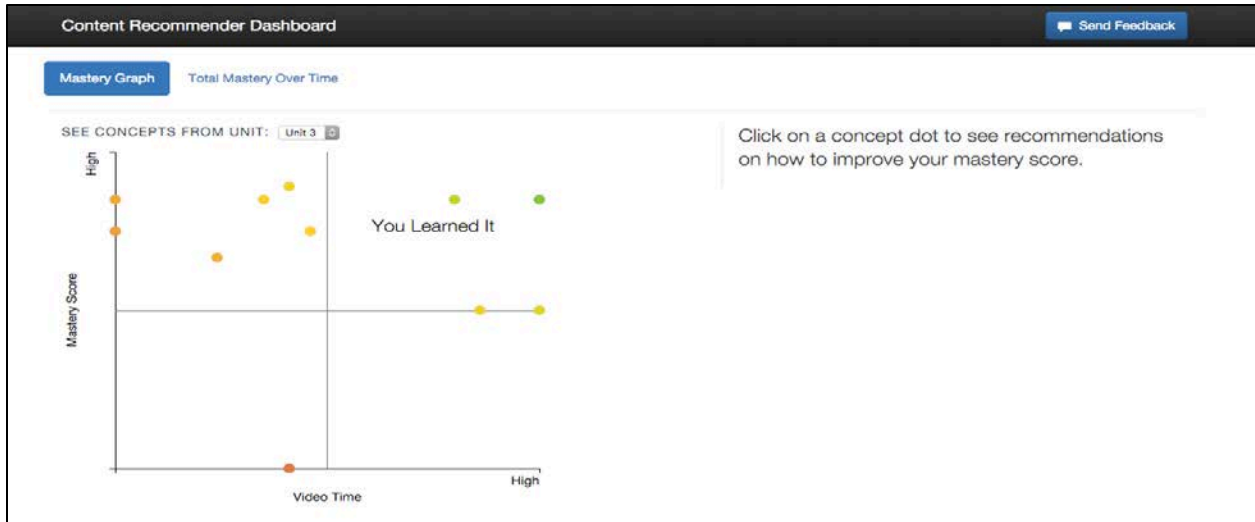 Content Recommender Dashboard
Send Feedback
Mastery Graph
Total Mastery Over Time
SEE CONCEPTS FROM UNIT: Unit 3
Click on a concept dot to see recommendations
on how to improve your mastery score.
High
You Learned It
Mastery Score
High
Video Time